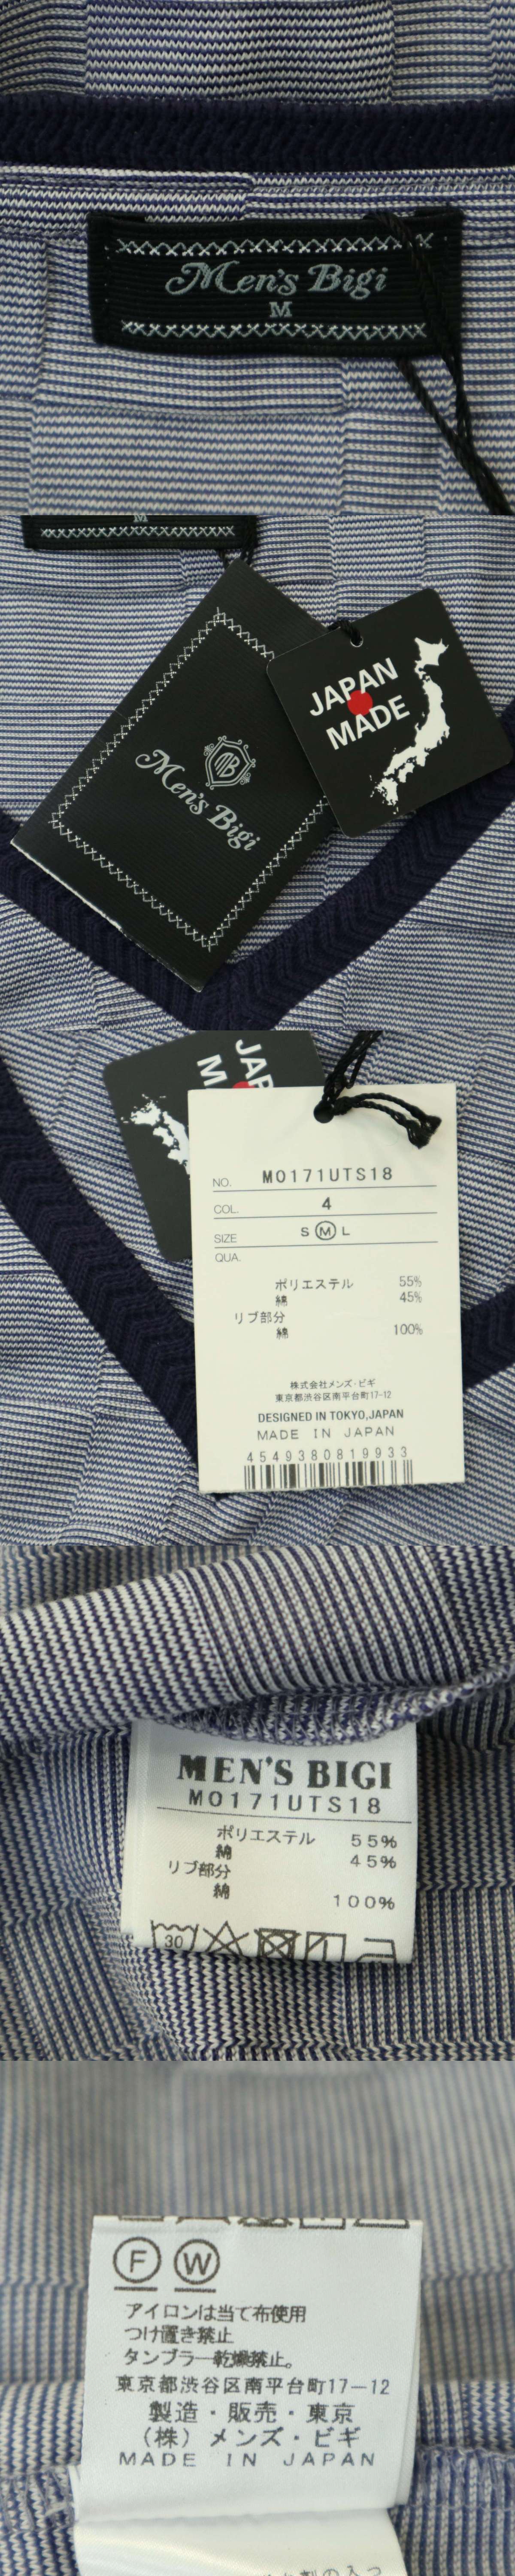 Men's Bigi
M
M
MB
Men's Bigi
JAPAN
MADE
JAP
M
NO. M0171UTS18
COL. 4
SIZE S M L
QUA.
ポリエステル 55%
綿 45%
リブ部分
綿 100%
株式会社メンズ・ビギ
東京都渋谷区南平台町17-12
DESIGNED IN TOKYO,JAPAN
MADE IN JAPAN
4549380819933
MEN'S BIGI
M0171UTS18
ポリエステル 55%
綿 45%
リブ部分
綿 100%
30
F W
アイロンは当て布使用
つけ置き禁止
タンブラー乾燥禁止。
東京都渋谷区南平台町17-12
製造・販売・東京
(株)メンズ・ビギ
MADE IN JAPAN